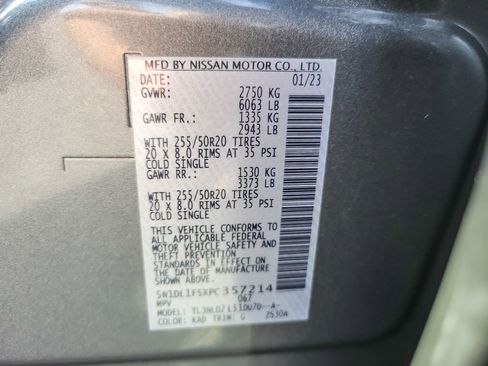 MFD BY NISSAN MOTOR CO., LTD.
DATE: 01/23
GVWR: 2750 KG
6063 LB
GAWR FR.: 1335 KG
2943 LB
WITH 255/50R20 TIRES
20 X 8.0 RIMS AT 35 PSI
COLD SINGLE
GAWR RR.: 1530 KG
3373 LB
WITH 255/50R20 TIRES
20 X 8.0 RIMS AT 35 PSI
COLD SINGLE
THIS VEHICLE CONFORMS TO
ALL APPLICABLE FEDERAL
MOTOR VEHICLE SAFETY AND
THEFT PREVENTION
STANDARDS IN EFFECT ON
THE DATE OF MANUFACTURE
SHOWN ABOVE.
5N1DL1FSXPC357214
MPV 067
MODEL:
COLOR: KAD TRIM: G 2530A